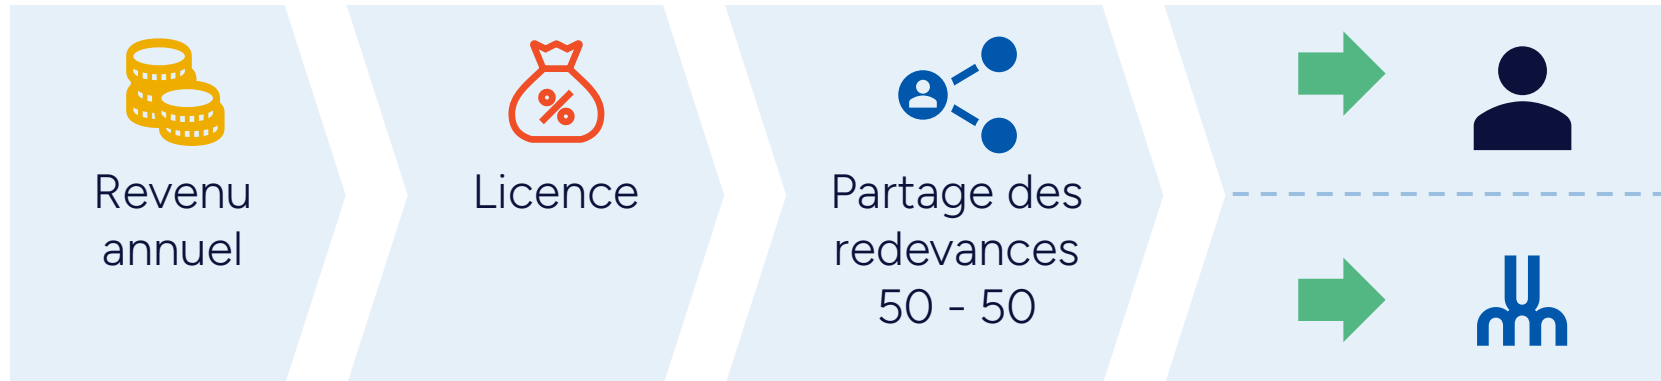 Revenu
annuel
Licence
Partage des
redevances
50 - 50